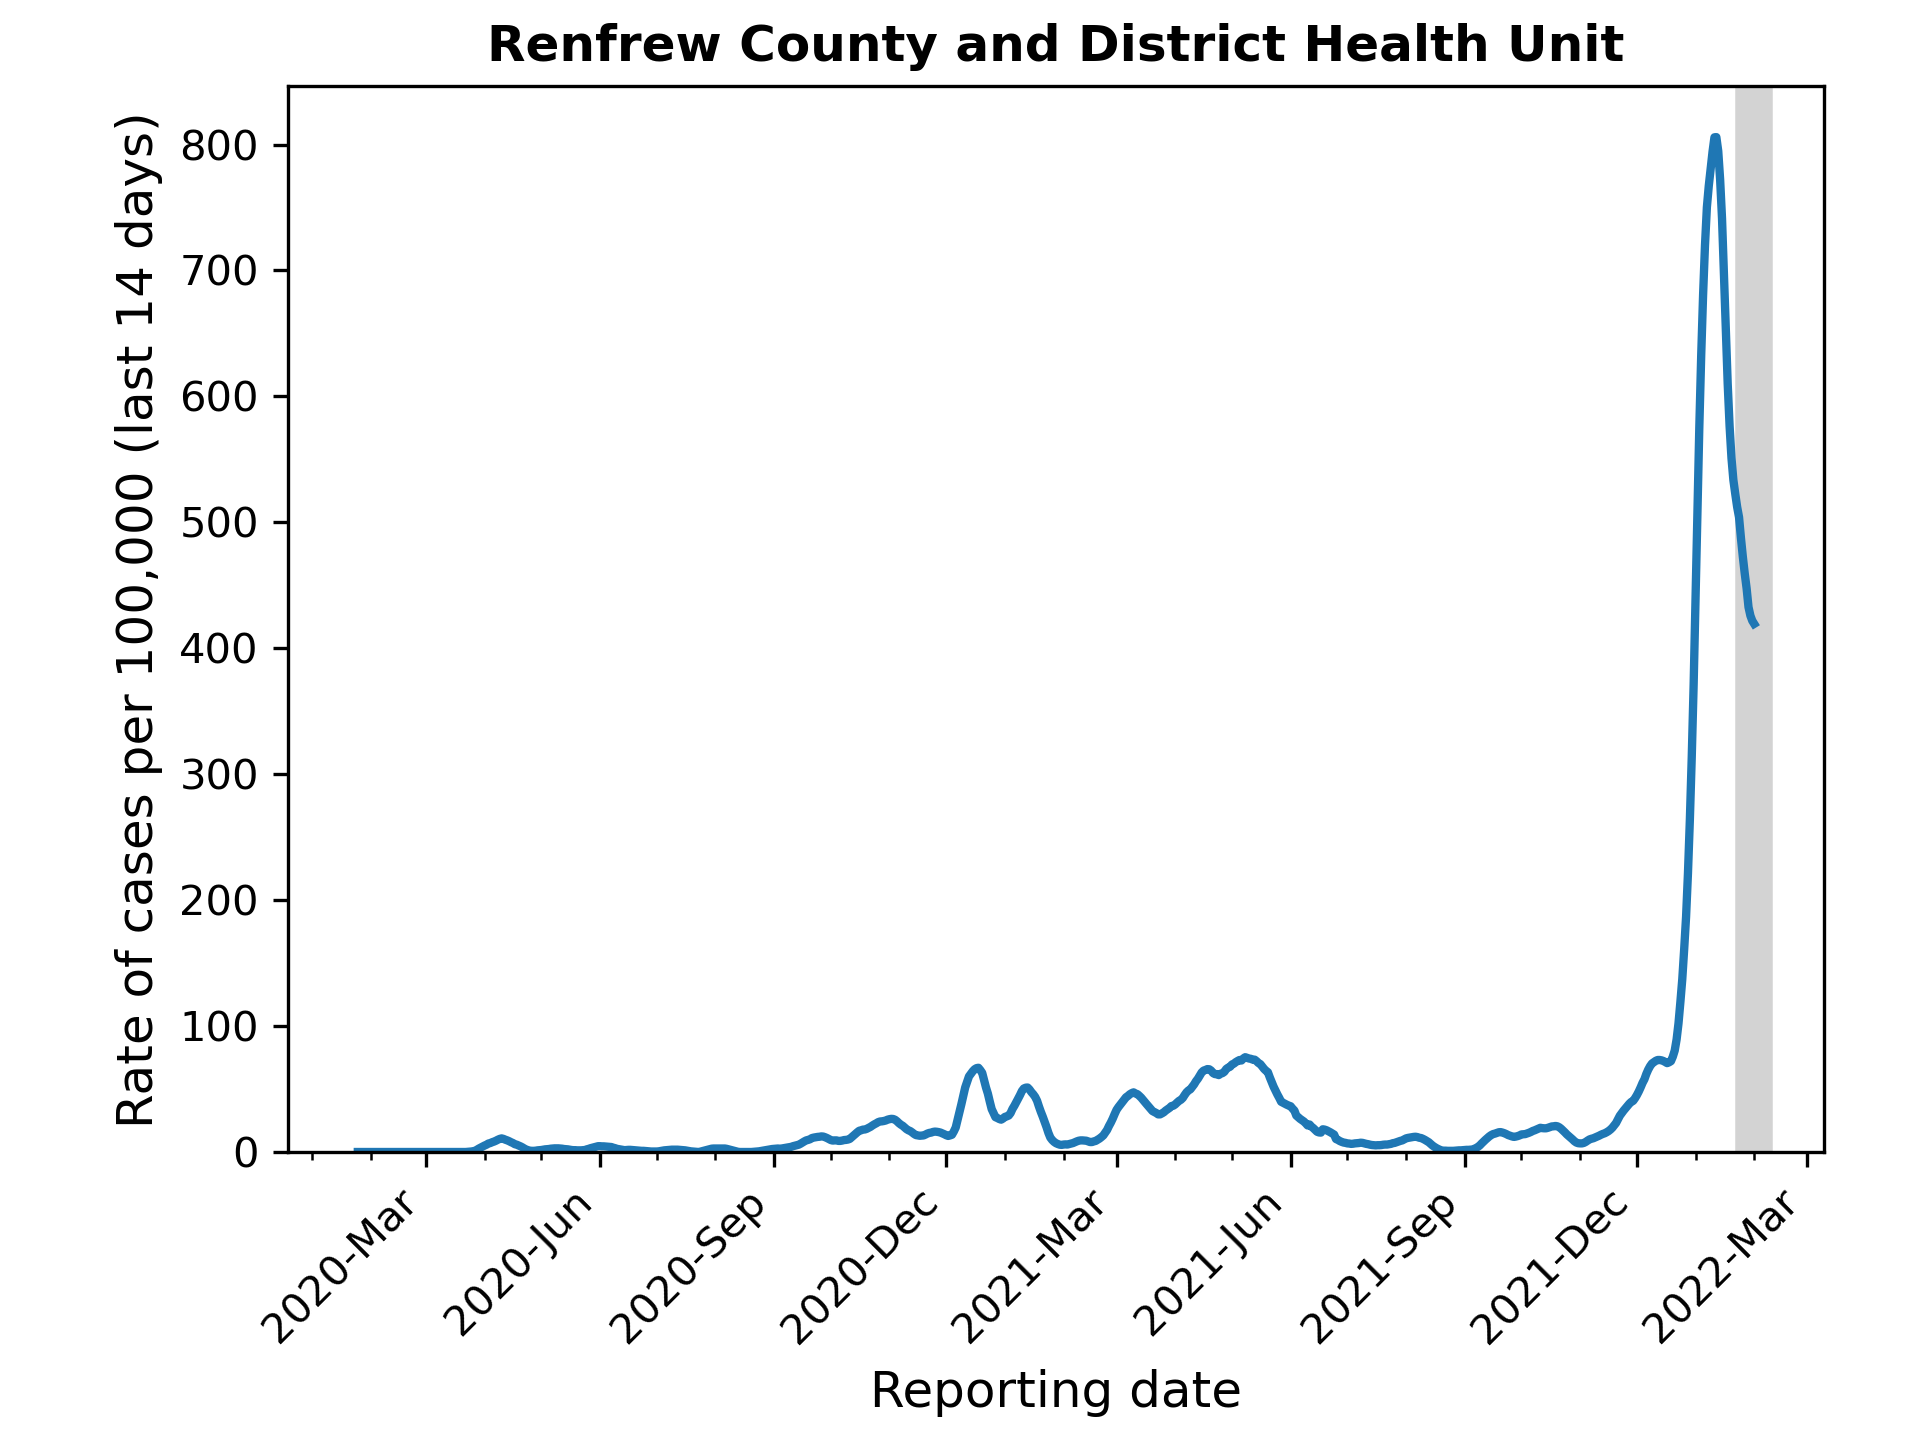 Renfrew County and District Health Unit
Rate of cases per 100,000 (last 14 days)
800
700
600
500
400
300
200
100
0
2020-Mar
2020-Jun
2020-Sep
2020-Dec
2021-Mar
2021-Jun
2021-Sep
2021-Dec
2022-Mar
Reporting date